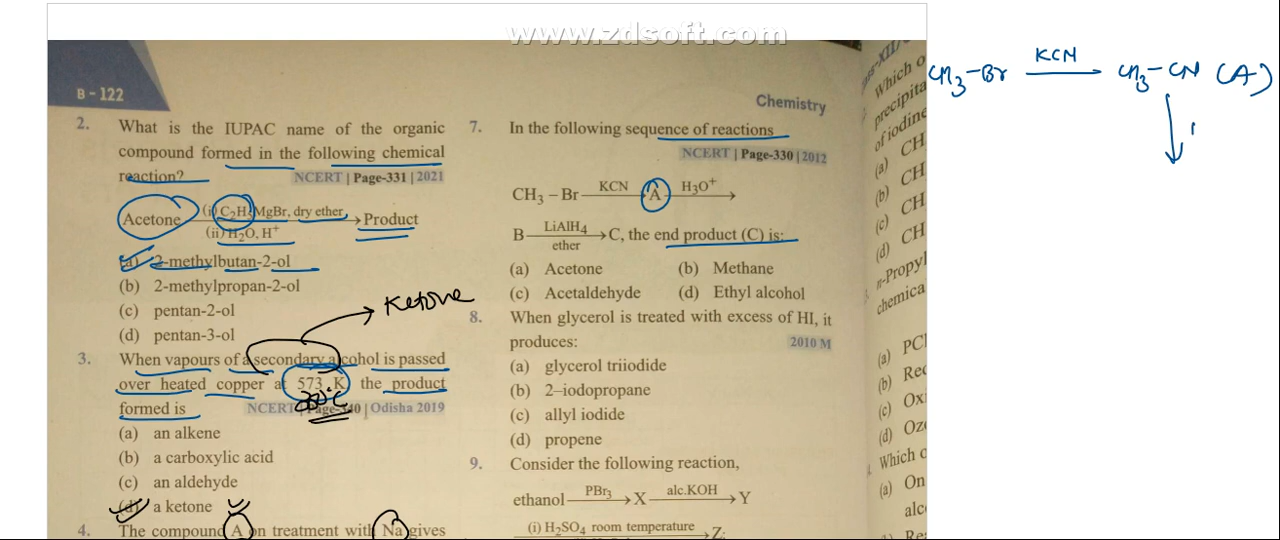 www.zdsoft.com
B - 122
Chemistry
2. What is the IUPAC name of the organic
compound formed in the following chemical
reaction? NCERT | Page-331 | 2021
Acetone (i) C₂H₅MgBr, dry ether → Product
(ii) H₂O, H⁺
(a) 2-methylbutan-2-ol
(b) 2-methylpropan-2-ol
(c) pentan-2-ol
(d) pentan-3-ol
Ketone
3. When vapours of a secondary alcohol is passed
over heated copper at 573 K the product
formed is NCERT | Page-340 | Odisha 2019
300°C
(a) an alkene
(b) a carboxylic acid
(c) an aldehyde
(d) a ketone
4. The compound A on treatment with Na gives
7. In the following sequence of reactions
NCERT | Page-330 | 2012
CH₃ – Br KCN → A H₃O⁺ →
B LiAlH₄ ether → C, the end product (C) is:
(a) Acetone (b) Methane
(c) Acetaldehyde (d) Ethyl alcohol
8. When glycerol is treated with excess of HI, it
produces: 2010 M
(a) glycerol triiodide
(b) 2–iodopropane
(c) allyl iodide
(d) propene
9. Consider the following reaction,
ethanol PBr₃ → X alc.KOH → Y
(i) H₂SO₄ room temperature → Z;
Which o
precipita
of iodine
(a) CH
(b) CH
(c) CH
(d) CH
n-Propyl
chemica
(a) PCl
(b) Red
(c) Oxi
(d) Ozo
Which o
(a) On
alc
(b) Re
CH₃-Br KCN → CH₃-CN (A)